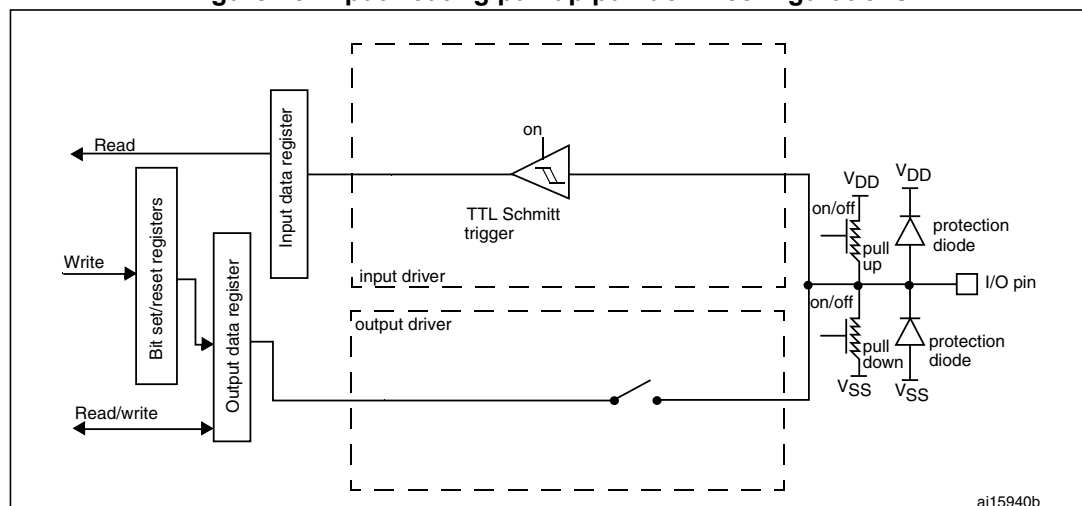 on
Read
Input data register
TTL Schmitt
trigger
VDD
VDD
on/off
pull
up
protection
diode
Write
Bit set/reset registers
Output data register
input driver
I/O pin
on/off
output driver
pull
down
protection
diode
VSS
VSS
Read/write
ai15940b